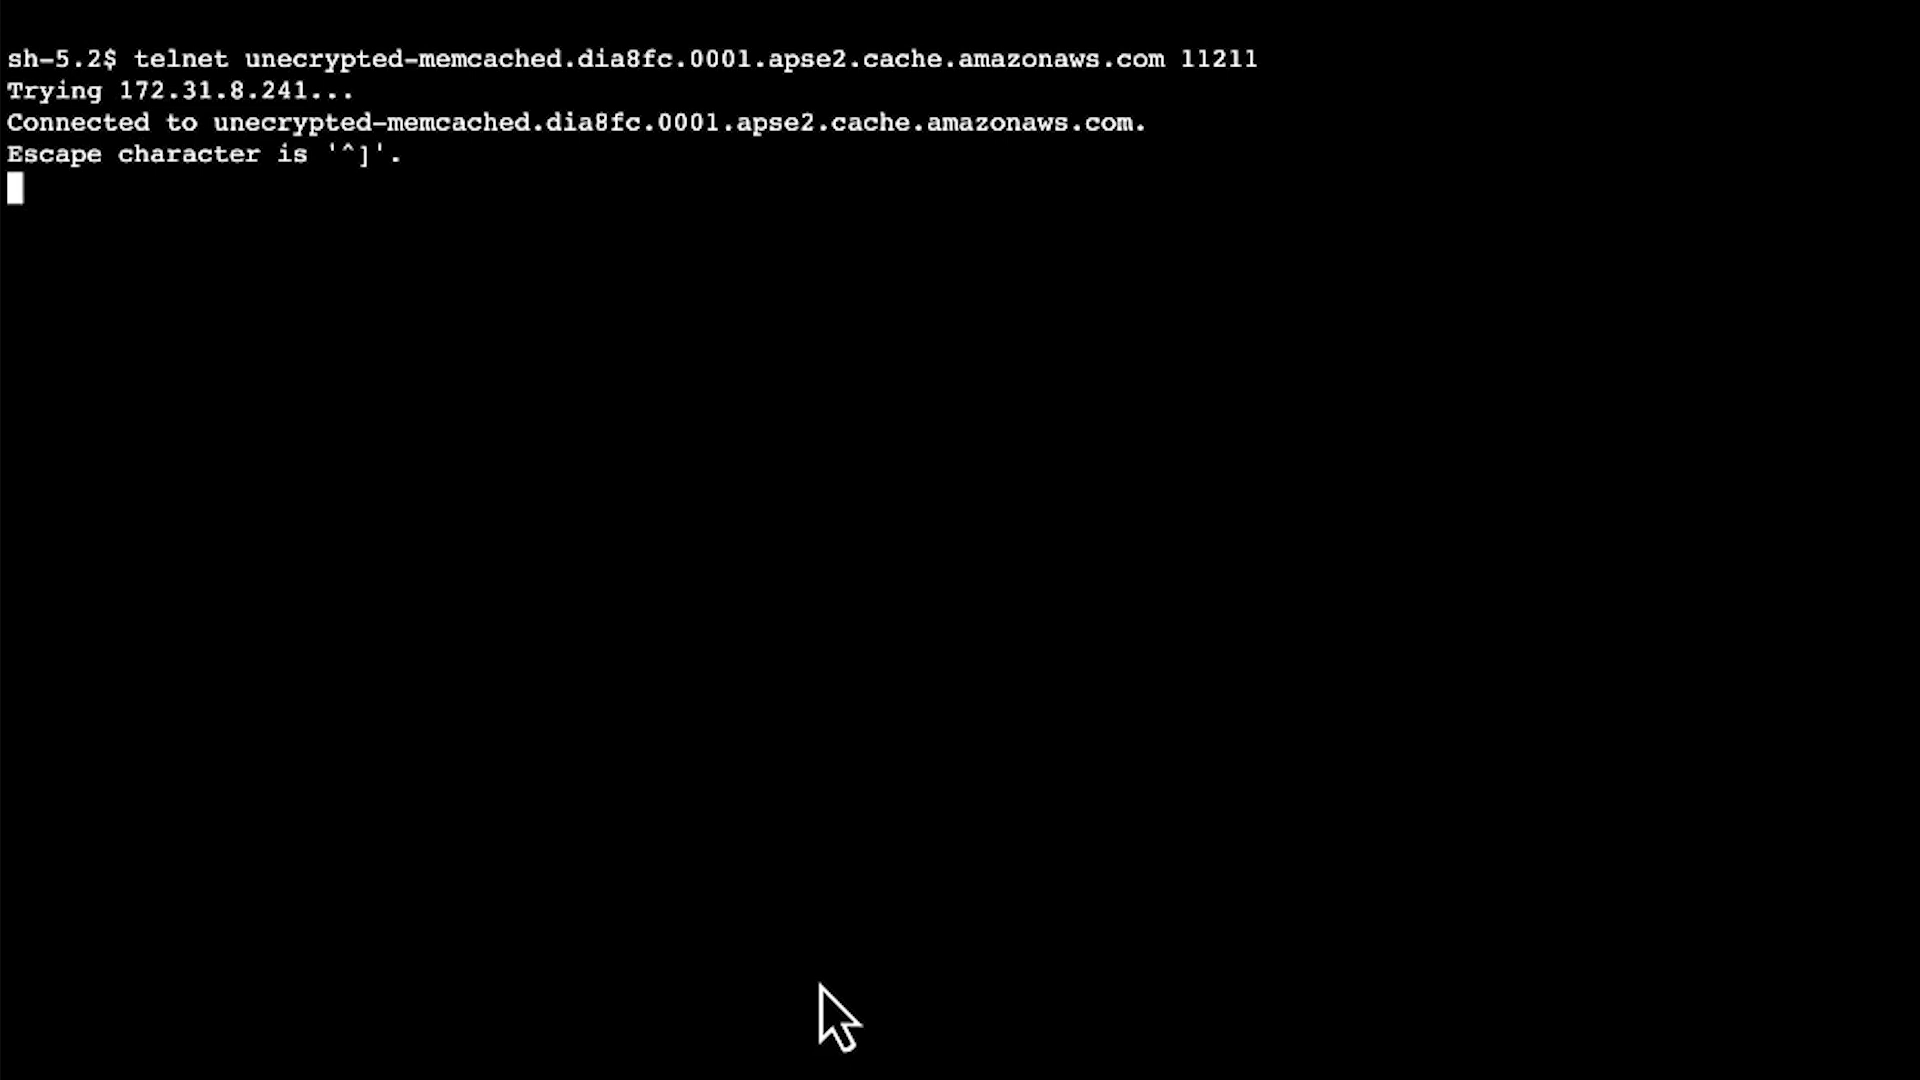 sh-5.2$ telnet unecrypted-memcached.dia8fc.0001.apse2.cache.amazonaws.com 11211
Trying 172.31.8.241...
Connected to unecrypted-memcached.dia8fc.0001.apse2.cache.amazonaws.com.
Escape character is '^]'.